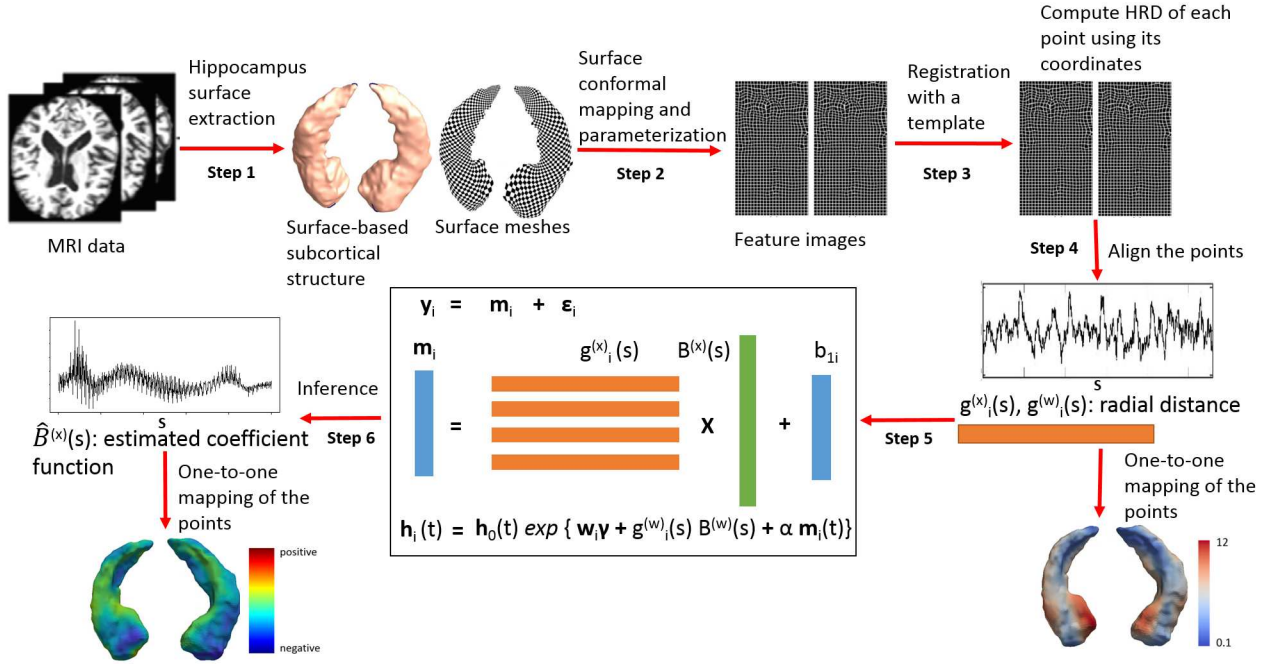 Hippocampus
surface
extraction
Step 1
MRI data
Surface-based
subcortical
structure
Surface meshes
Surface
conformal
mapping and
parameterization
Step 2
Feature images
Registration
with a
template
Step 3
Compute HRD of each
point using its
coordinates
Step 4
Align the points
s
g⁽ˣ⁾ᵢ(s), g⁽ʷ⁾ᵢ(s): radial distance
Step 5
One-to-one
mapping of the
points
12
0.1
yᵢ = mᵢ + εᵢ
mᵢ
g⁽ˣ⁾ᵢ(s)
B⁽ˣ⁾(s)
b₁ᵢ
= X +
hᵢ(t) = h₀(t) exp { wᵢγ + g⁽ʷ⁾ᵢ(s) B⁽ʷ⁾(s) + α mᵢ(t)}
Inference
Step 6
s
B̂⁽ˣ⁾(s): estimated coefficient
function
One-to-one
mapping of the
points
positive
negative